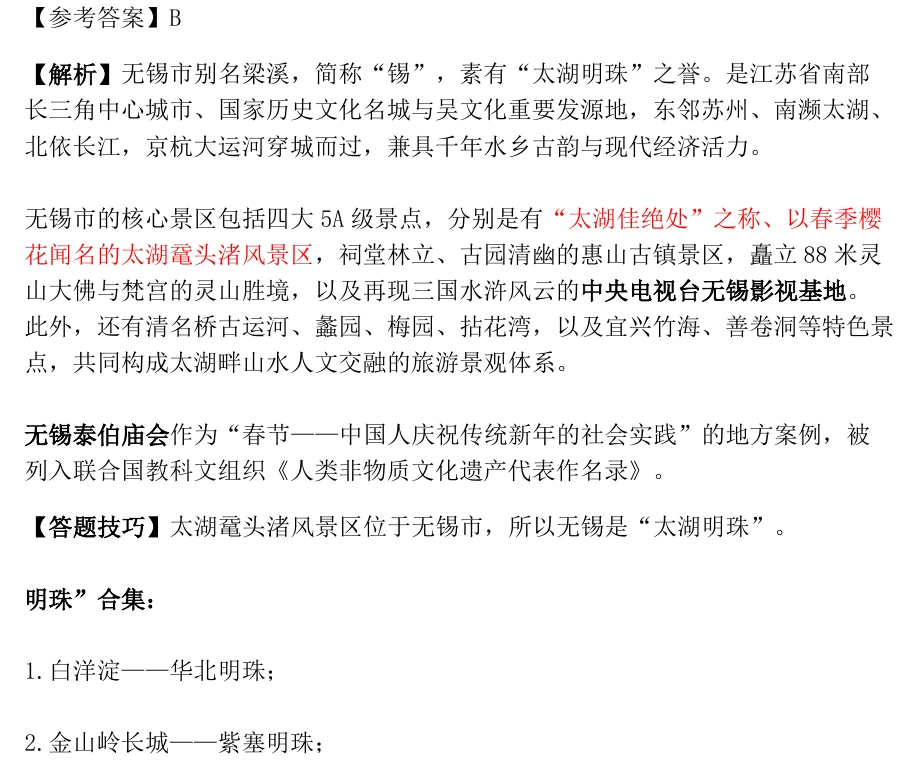 【参考答案】B
【解析】无锡市别名梁溪，简称“锡”，素有“太湖明珠”之誉。是江苏省南部
长三角中心城市、国家历史文化名城与吴文化重要发源地，东邻苏州、南濒太湖、
北依长江，京杭大运河穿城而过，兼具千年水乡古韵与现代经济活力。
无锡市的核心景区包括四大 5A 级景点，分别是有“太湖佳绝处”之称、以春季樱
花闻名的太湖鼋头渚风景区，祠堂林立、古园清幽的惠山古镇景区，矗立 88 米灵
山大佛与梵宫的灵山胜境，以及再现三国水浒风云的中央电视台无锡影视基地。
此外，还有清名桥古运河、蠡园、梅园、拈花湾，以及宜兴竹海、善卷洞等特色景
点，共同构成太湖畔山水人文交融的旅游景观体系。
无锡泰伯庙会作为“春节——中国人庆祝传统新年的社会实践”的地方案例，被
列入联合国教科文组织《人类非物质文化遗产代表作名录》。
【答题技巧】太湖鼋头渚风景区位于无锡市，所以无锡是“太湖明珠”。
明珠”合集：
1.白洋淀——华北明珠；
2.金山岭长城——紫塞明珠；